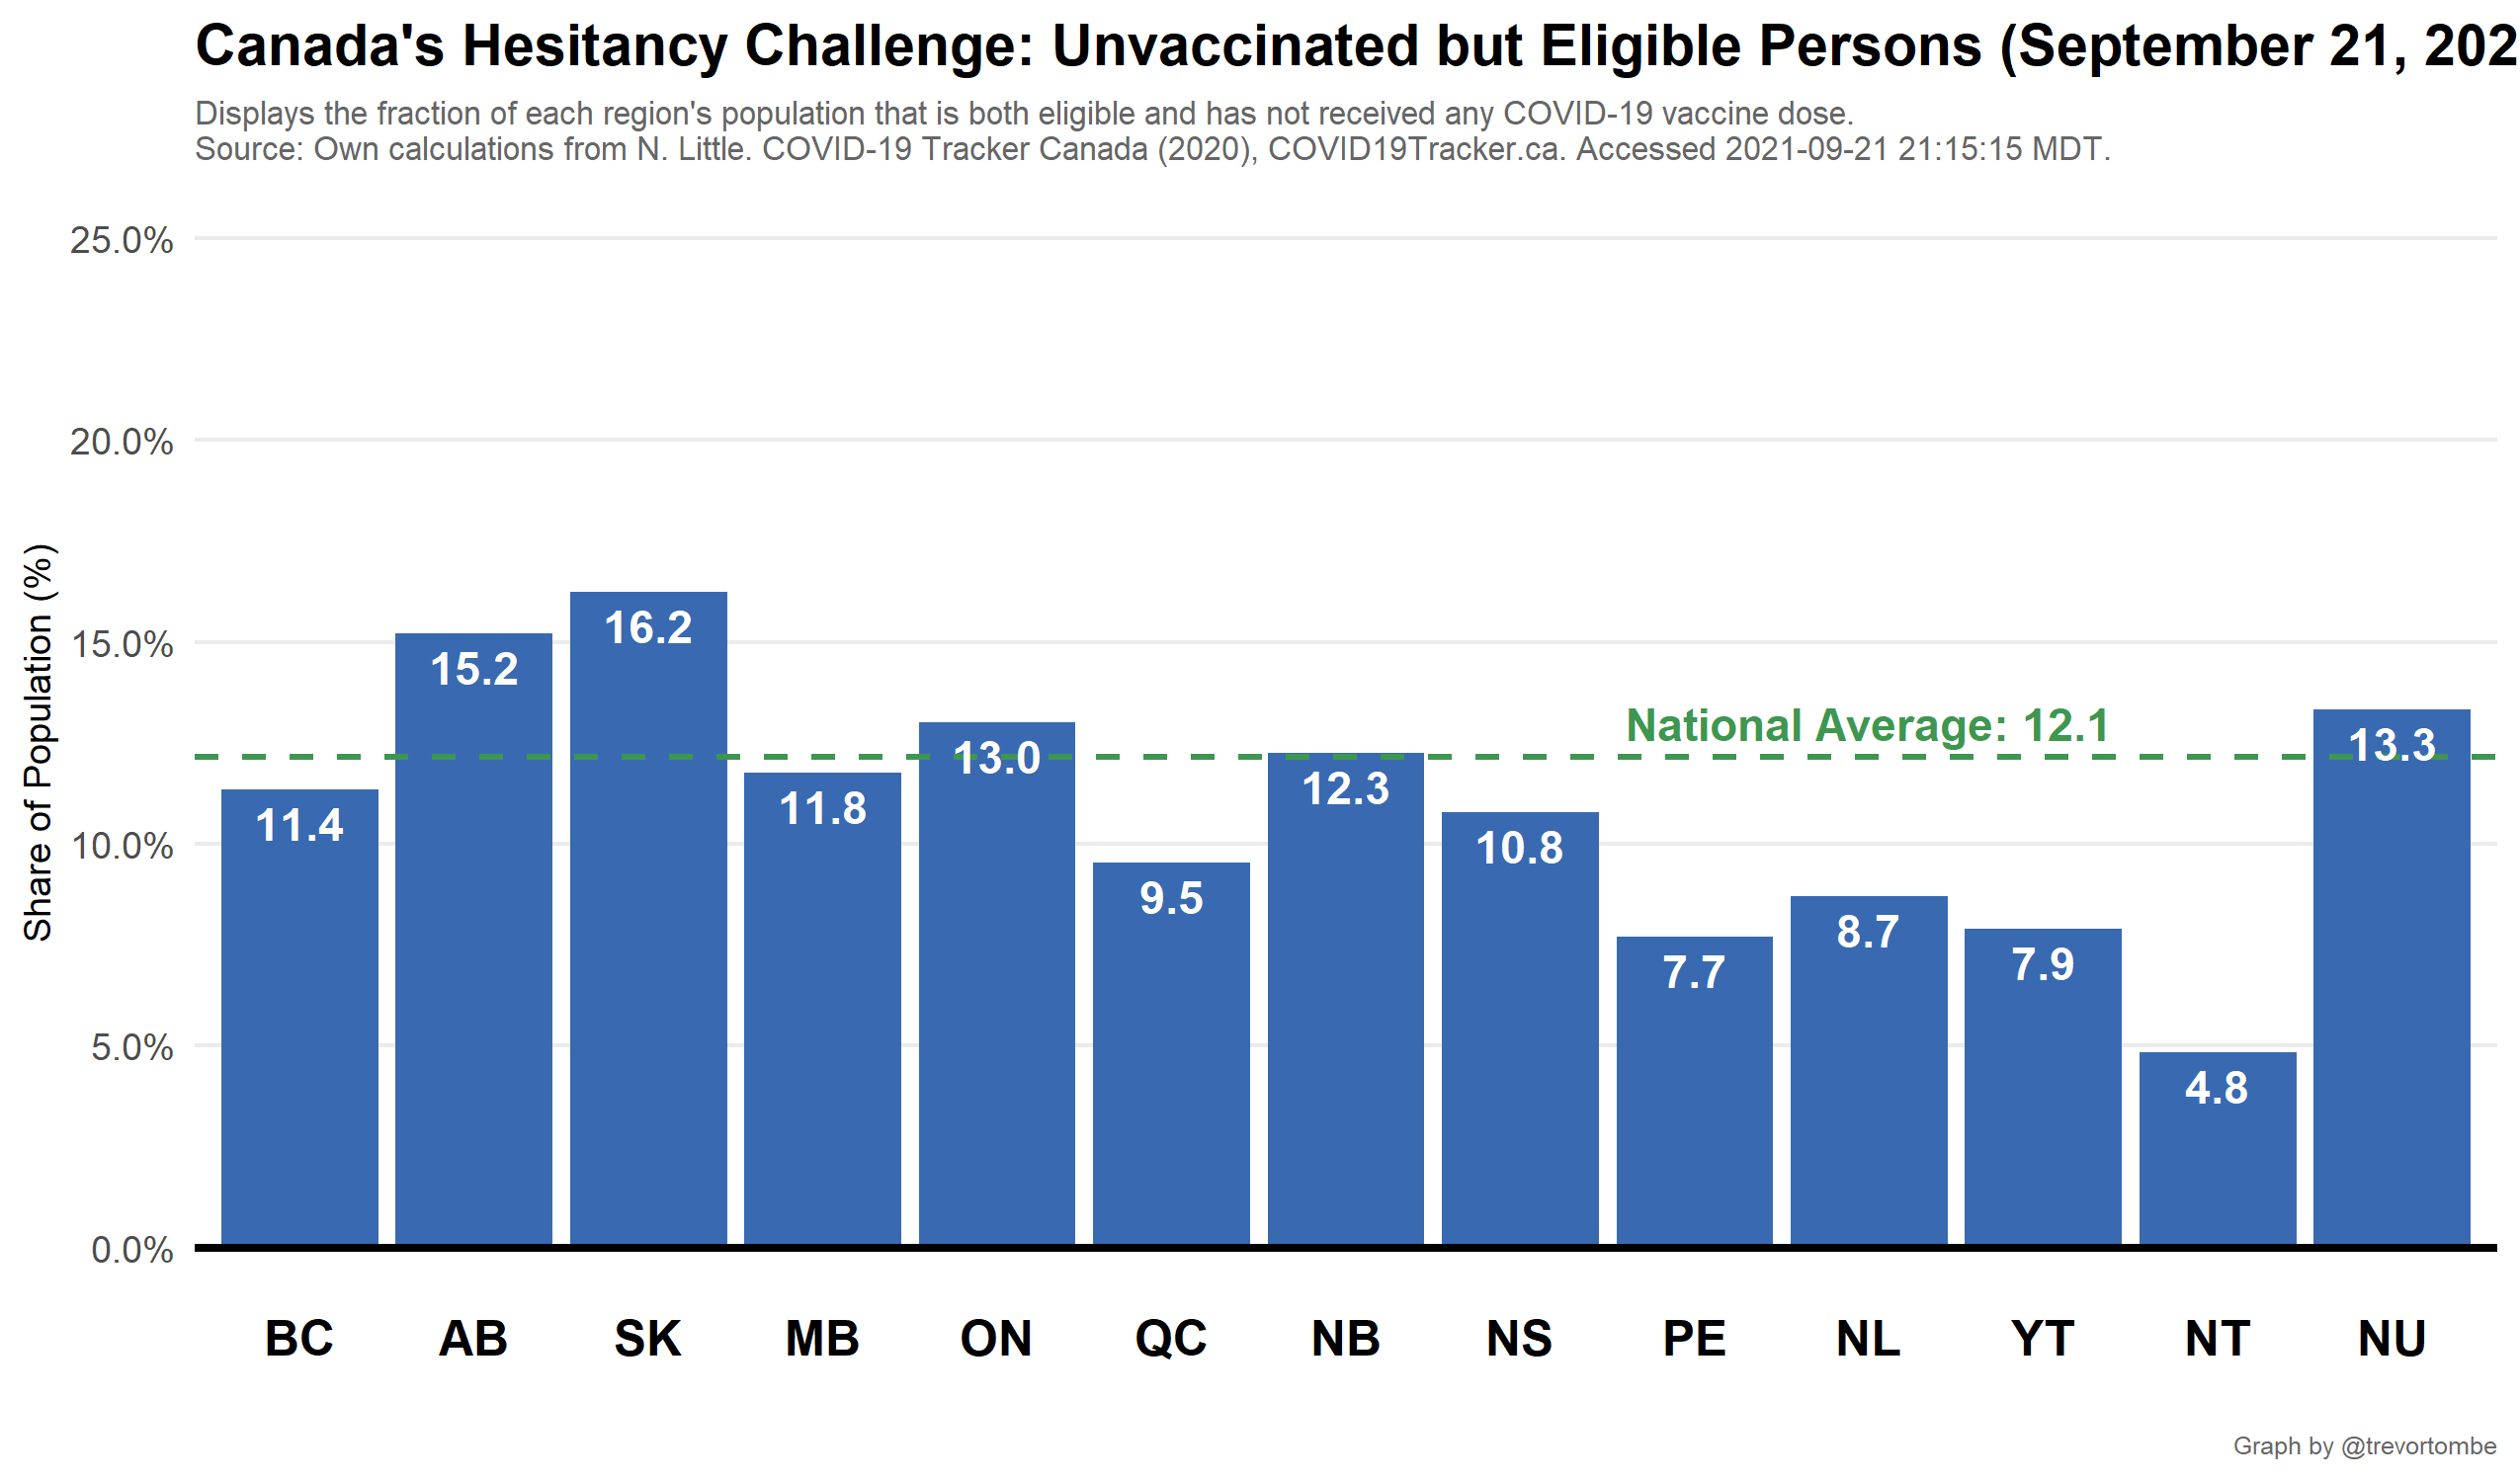 Canada's Hesitancy Challenge: Unvaccinated but Eligible Persons (September 21, 202
Displays the fraction of each region's population that is both eligible and has not received any COVID-19 vaccine dose.
Source: Own calculations from N. Little. COVID-19 Tracker Canada (2020), COVID19Tracker.ca. Accessed 2021-09-21 21:15:15 MDT.
Share of Population (%)
25.0%
20.0%
15.0%
10.0%
5.0%
0.0%
National Average: 12.1
11.4
15.2
16.2
11.8
13.0
9.5
12.3
10.8
7.7
8.7
7.9
4.8
13.3
BC AB SK MB ON QC NB NS PE NL YT NT NU
Graph by @trevortombe